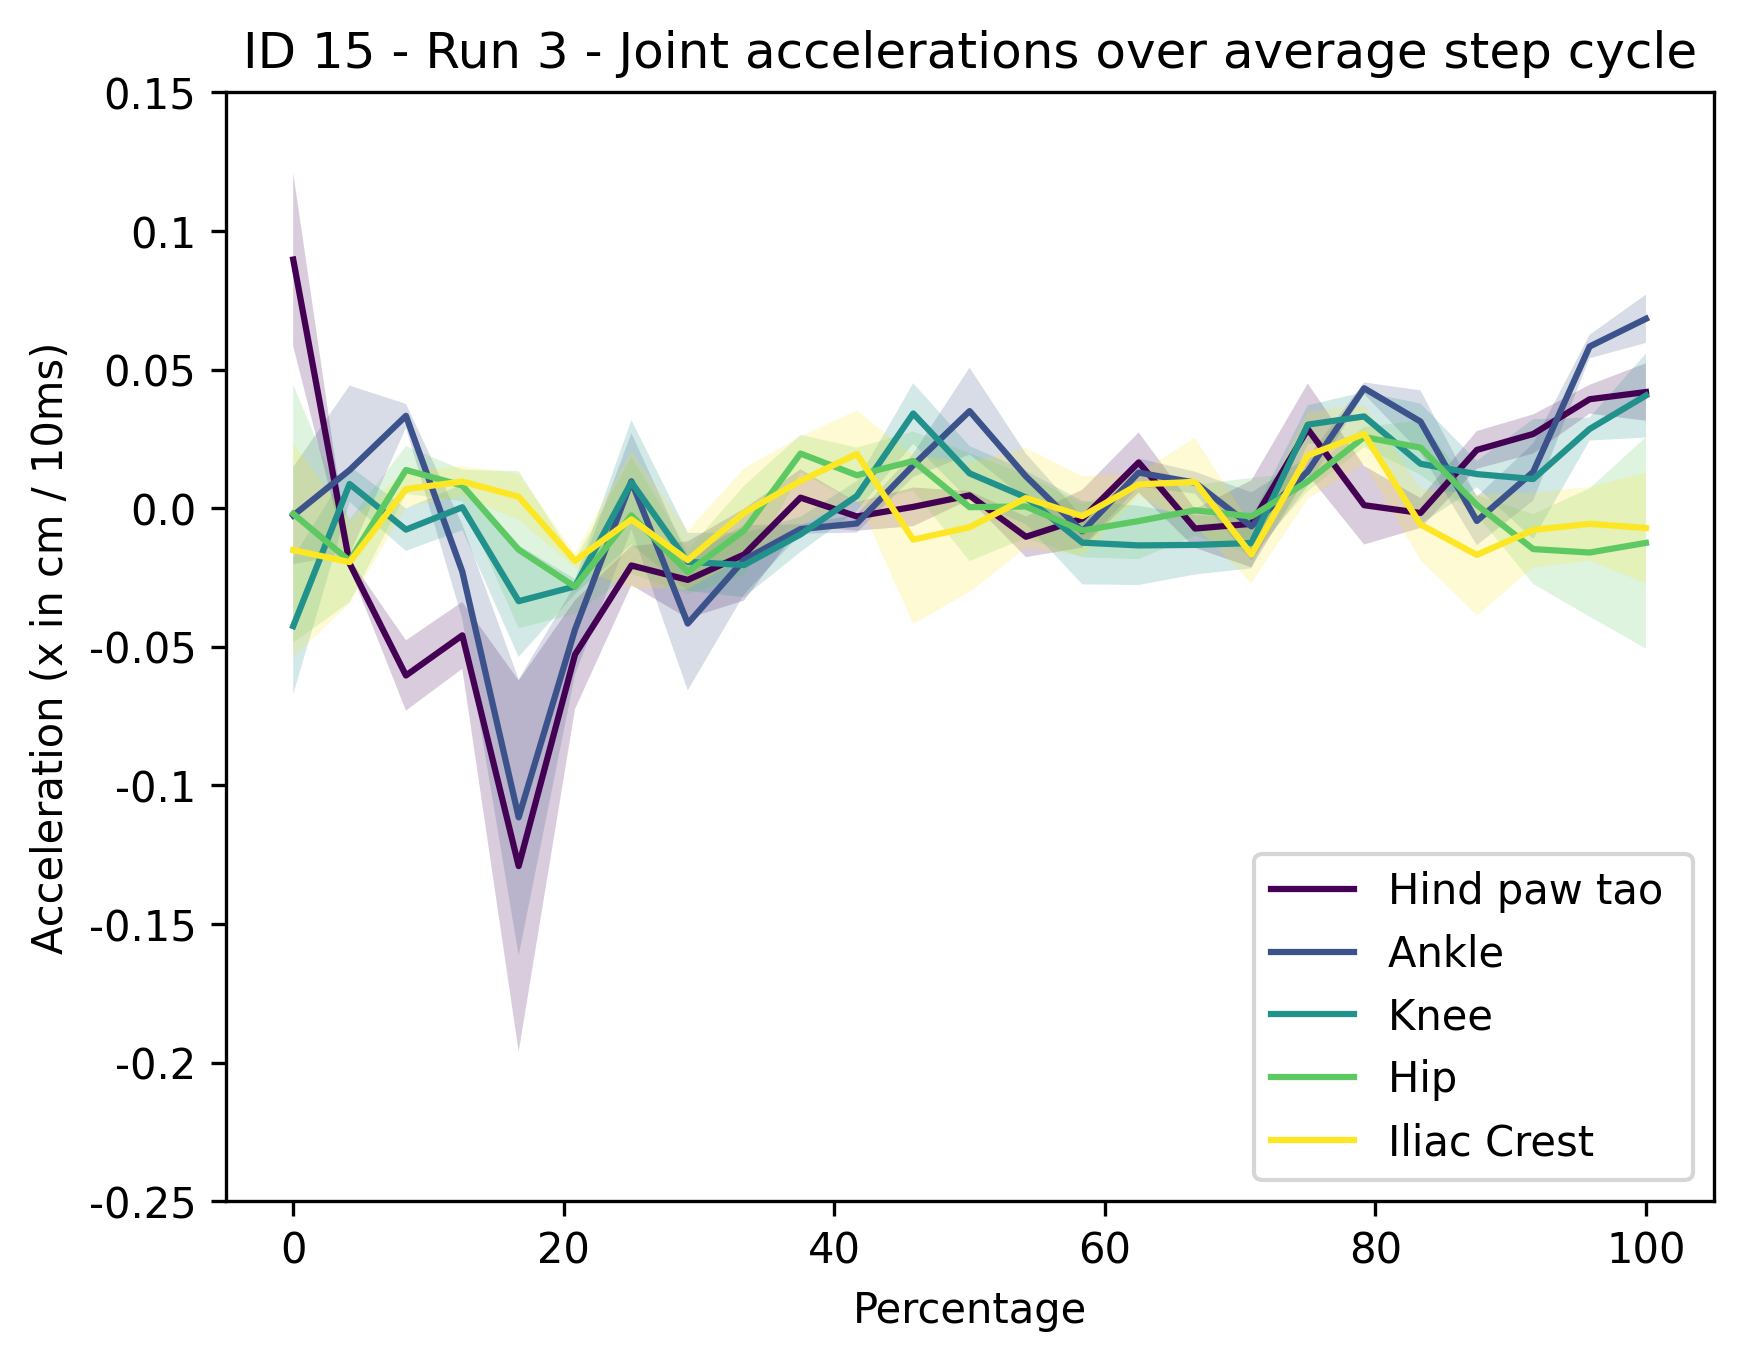 ID 15 - Run 3 - Joint accelerations over average step cycle
0.15
0.1
0.05
0.0
-0.05
-0.1
-0.15
-0.2
-0.25
Acceleration (x in cm / 10ms)
Hind paw tao
Ankle
Knee
Hip
Iliac Crest
0 20 40 60 80 100
Percentage